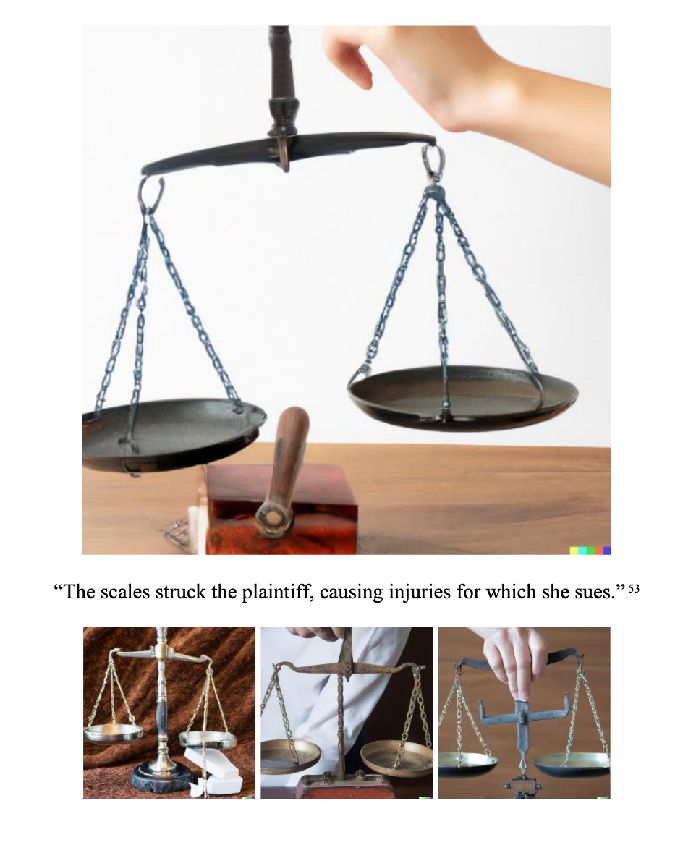 “The scales struck the plaintiff, causing injuries for which she sues.” 53